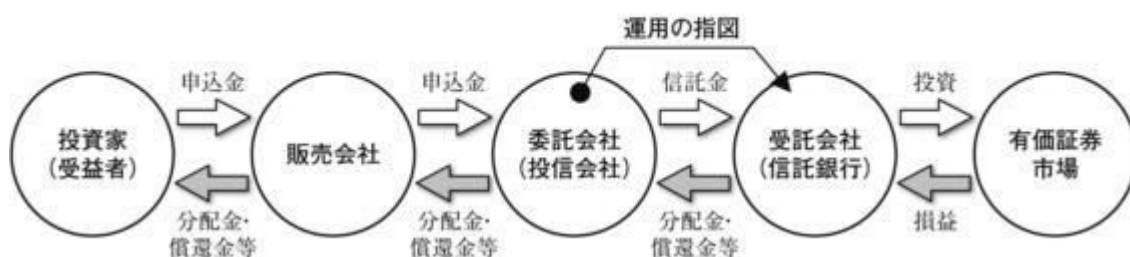 運用の指図
申込金
申込金
信託金
投資
投資家
(受益者)
販売会社
委託会社
(投信会社)
受託会社
(信託銀行)
有価証券
市場
分配金・
償還金等
分配金・
償還金等
分配金・
償還金等
損益